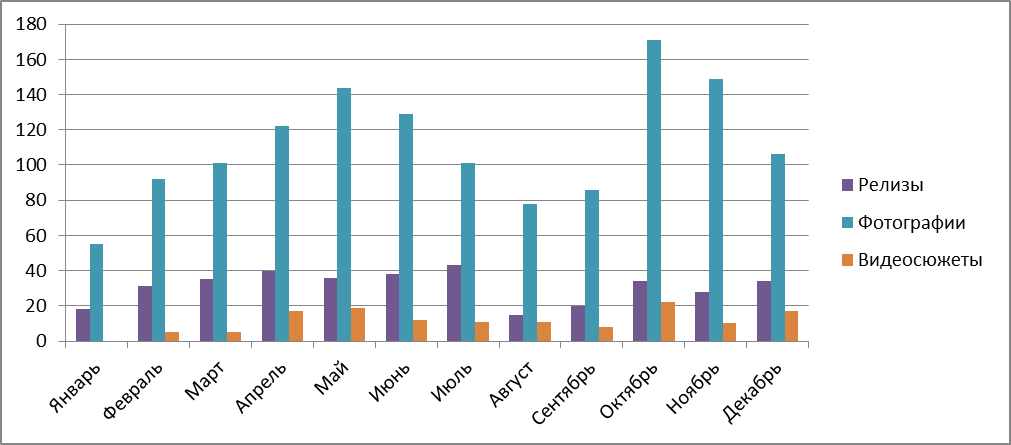 180
160
140
120
100
80
60
40
20
0
Январь
Февраль
Март
Апрель
Май
Июнь
Июль
Август
Сентябрь
Октябрь
Ноябрь
Декабрь
Релизы
Фотографии
Видеосюжеты